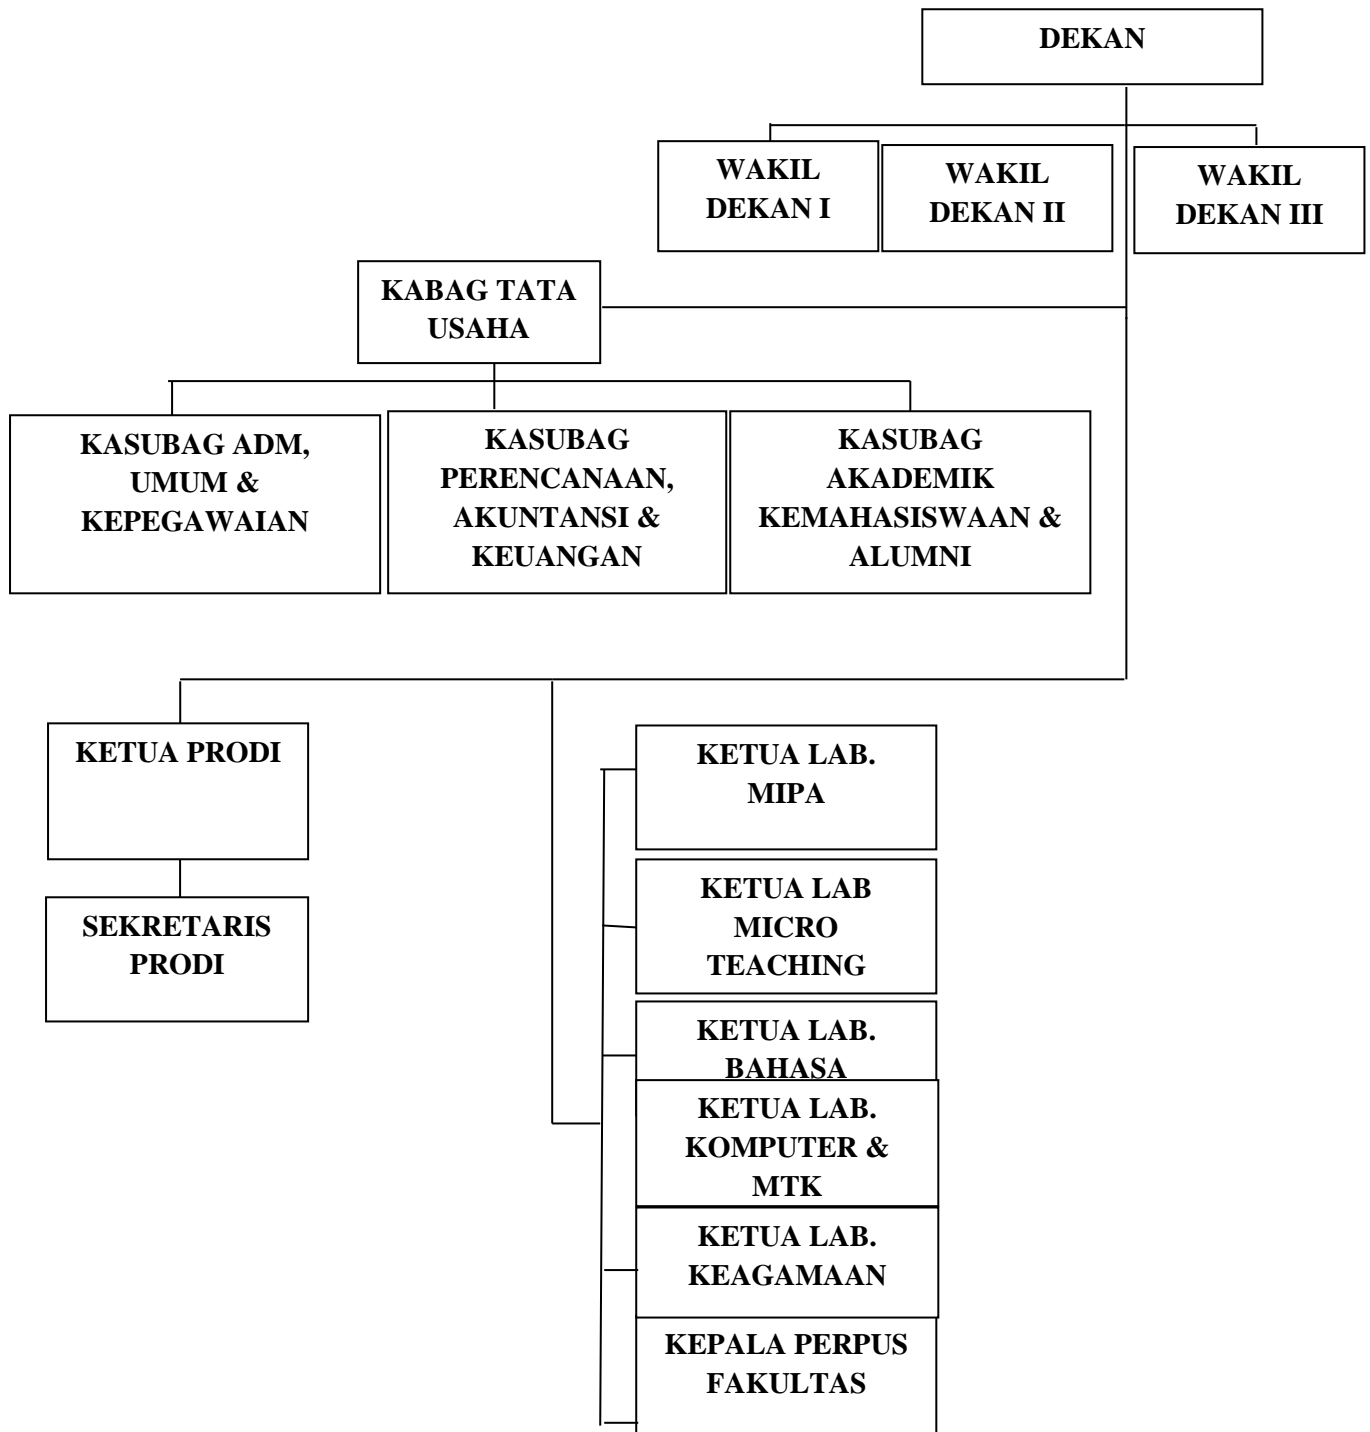 DEKAN
WAKIL
DEKAN I
WAKIL
DEKAN II
WAKIL
DEKAN III
KABAG TATA
USAHA
KASUBAG ADM,
UMUM &
KEPEGAWAIAN
KASUBAG
PERENCANAAN,
AKUNTANSI &
KEUANGAN
KASUBAG
AKADEMIK
KEMAHASISWAAN &
ALUMNI
KETUA PRODI
SEKRETARIS
PRODI
KETUA LAB.
MIPA
KETUA LAB
MICRO
TEACHING
KETUA LAB.
BAHASA
KETUA LAB.
KOMPUTER &
MTK
KETUA LAB.
KEAGAMAAN
KEPALA PERPUS
FAKULTAS